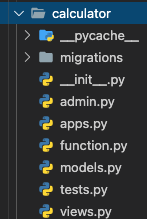 calculator
__pycache__
migrations
__init__.py
admin.py
apps.py
function.py
models.py
tests.py
views.py